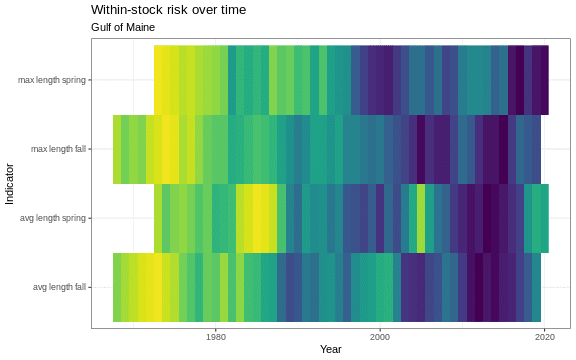 Within-stock risk over time
Gulf of Maine
Indicator
max length spring
max length fall
avg length spring
avg length fall
1980
2000
2020
Year